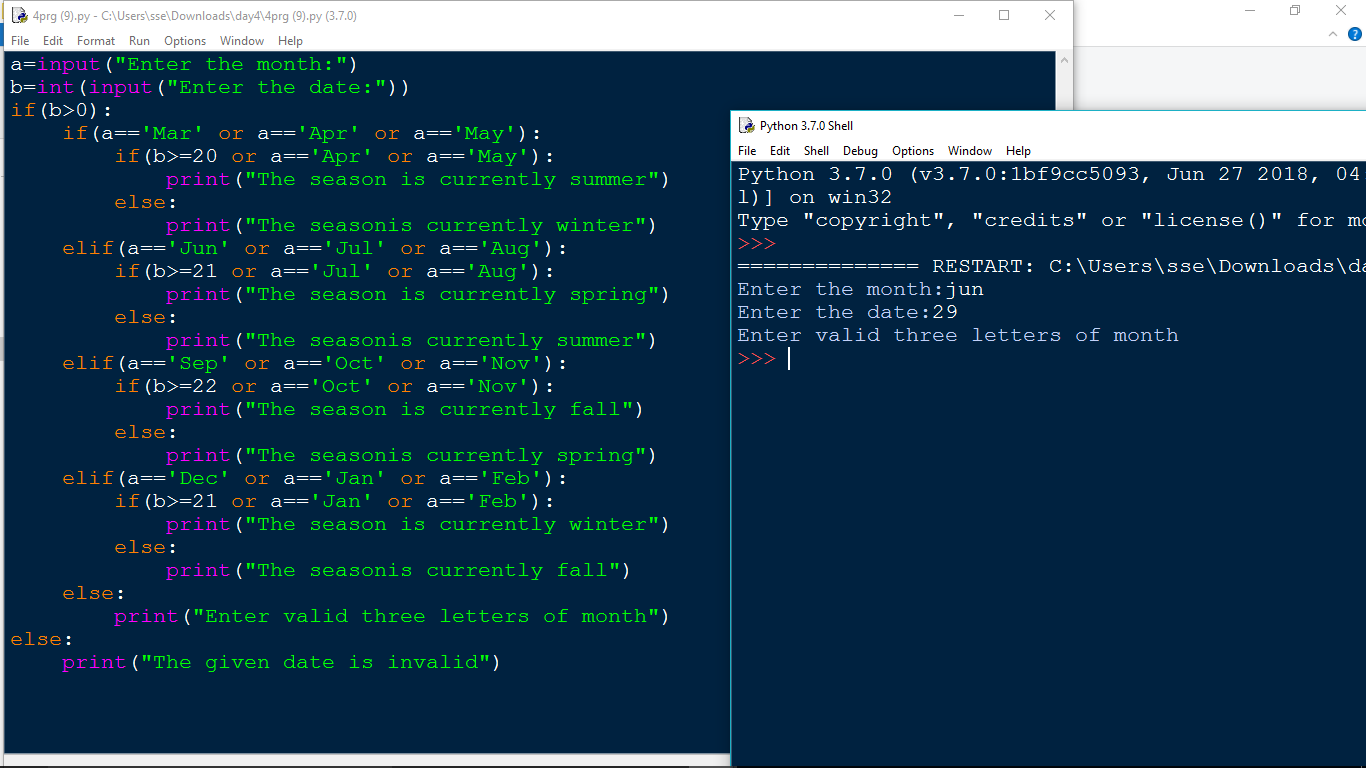 4prg (9).py - C:\Users\sse\Downloads\day4\4prg (9).py (3.7.0)
File Edit Format Run Options Window Help
a=input("Enter the month:")
b=int(input("Enter the date:"))
if(b>0):
    if(a=='Mar' or a=='Apr' or a=='May'):
        if(b>=20 or a=='Apr' or a=='May'):
            print("The season is currently summer")
        else:
            print("The seasonis currently winter")
    elif(a=='Jun' or a=='Jul' or a=='Aug'):
        if(b>=21 or a=='Jul' or a=='Aug'):
            print("The season is currently spring")
        else:
            print("The seasonis currently summer")
    elif(a=='Sep' or a=='Oct' or a=='Nov'):
        if(b>=22 or a=='Oct' or a=='Nov'):
            print("The season is currently fall")
        else:
            print("The seasonis currently spring")
    elif(a=='Dec' or a=='Jan' or a=='Feb'):
        if(b>=21 or a=='Jan' or a=='Feb'):
            print("The season is currently winter")
        else:
            print("The seasonis currently fall")
    else:
        print("Enter valid three letters of month")
else:
    print("The given date is invalid")
Python 3.7.0 Shell
File Edit Shell Debug Options Window Help
Python 3.7.0 (v3.7.0:1bf9cc5093, Jun 27 2018, 04:
l)] on win32
Type "copyright", "credits" or "license()" for mo
>>>
============== RESTART: C:\Users\sse\Downloads\da
Enter the month:jun
Enter the date:29
Enter valid three letters of month
>>>